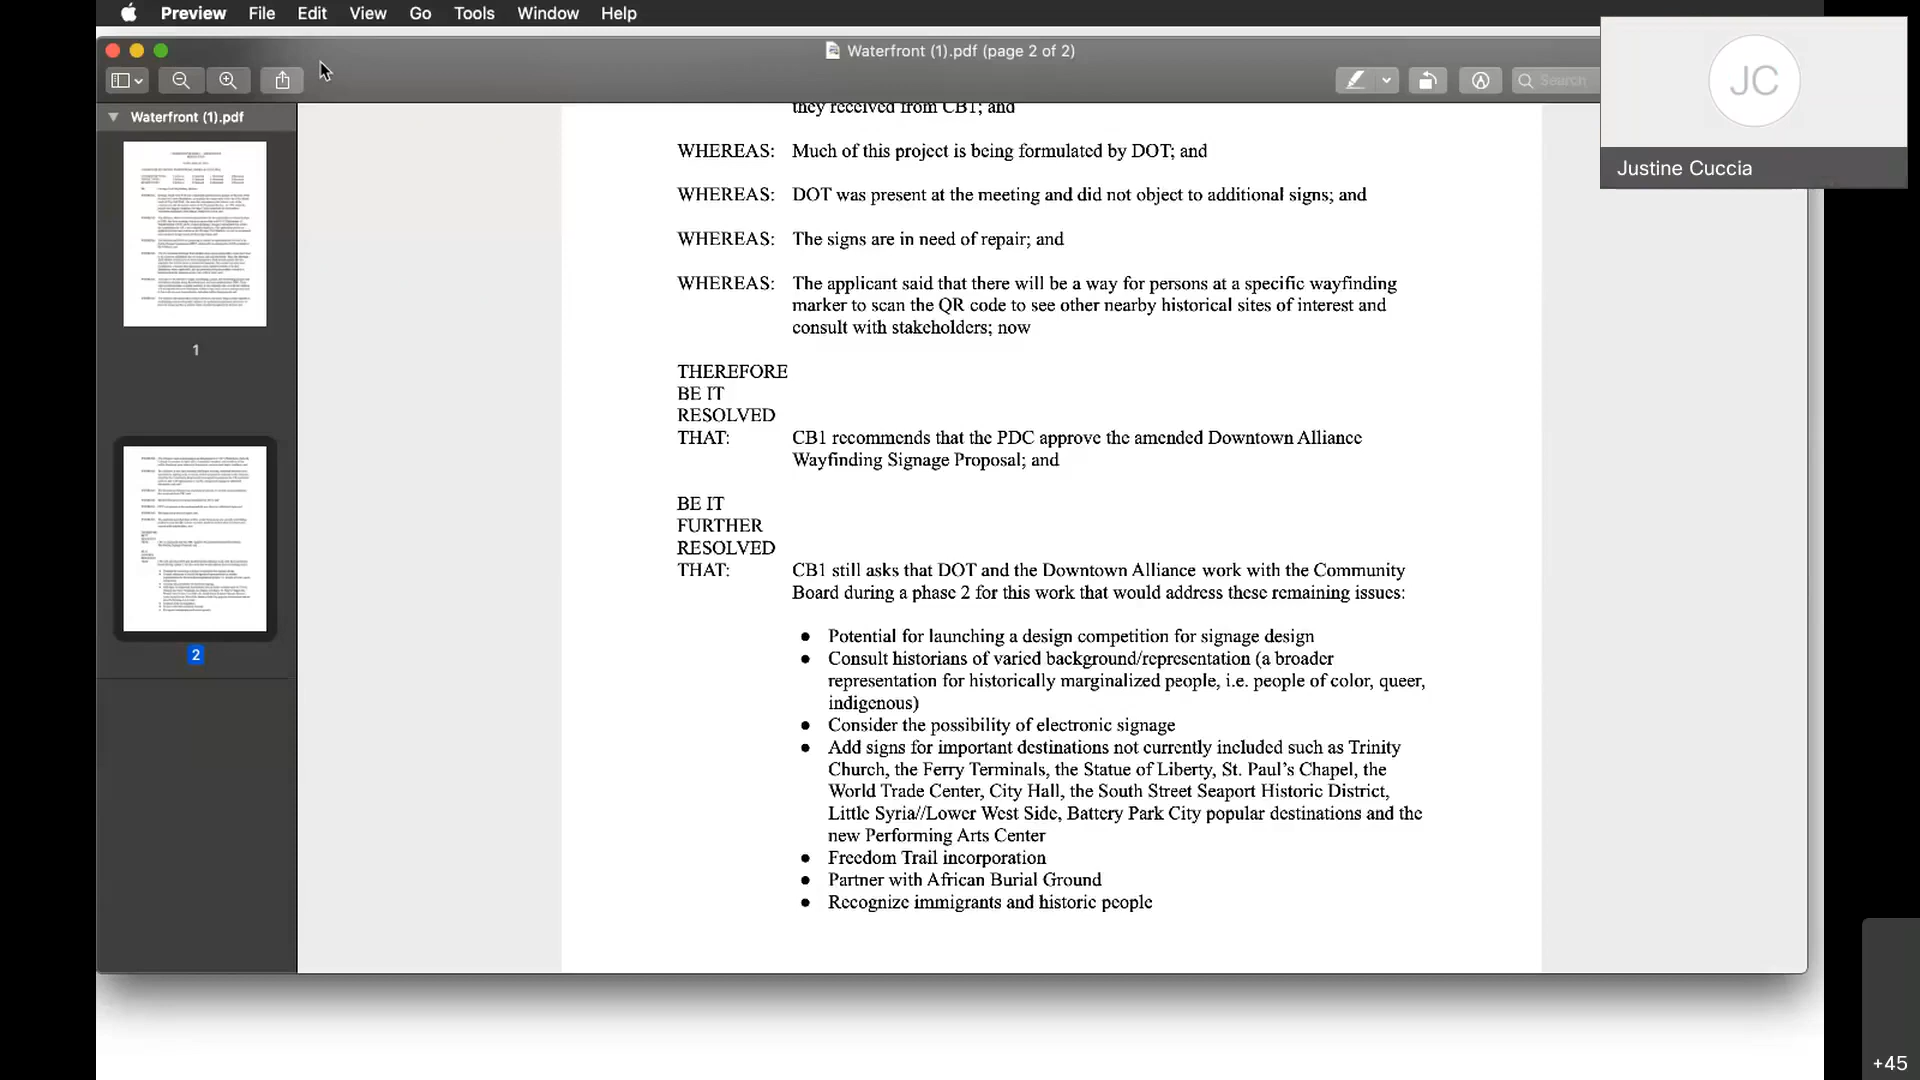 Preview File Edit View Go Tools Window Help
Waterfront (1).pdf (page 2 of 2)
Search
JC
Justine Cuccia
Waterfront (1).pdf
1
2
they received from CB1; and
WHEREAS: Much of this project is being formulated by DOT; and
WHEREAS: DOT was present at the meeting and did not object to additional signs; and
WHEREAS: The signs are in need of repair; and
WHEREAS: The applicant said that there will be a way for persons at a specific wayfinding
marker to scan the QR code to see other nearby historical sites of interest and
consult with stakeholders; now
THEREFORE
BE IT
RESOLVED
THAT: CB1 recommends that the PDC approve the amended Downtown Alliance
Wayfinding Signage Proposal; and
BE IT
FURTHER
RESOLVED
THAT: CB1 still asks that DOT and the Downtown Alliance work with the Community
Board during a phase 2 for this work that would address these remaining issues:
● Potential for launching a design competition for signage design
● Consult historians of varied background/representation (a broader
representation for historically marginalized people, i.e. people of color, queer,
indigenous)
● Consider the possibility of electronic signage
● Add signs for important destinations not currently included such as Trinity
Church, the Ferry Terminals, the Statue of Liberty, St. Paul's Chapel, the
World Trade Center, City Hall, the South Street Seaport Historic District,
Little Syria//Lower West Side, Battery Park City popular destinations and the
new Performing Arts Center
● Freedom Trail incorporation
● Partner with African Burial Ground
● Recognize immigrants and historic people
+45